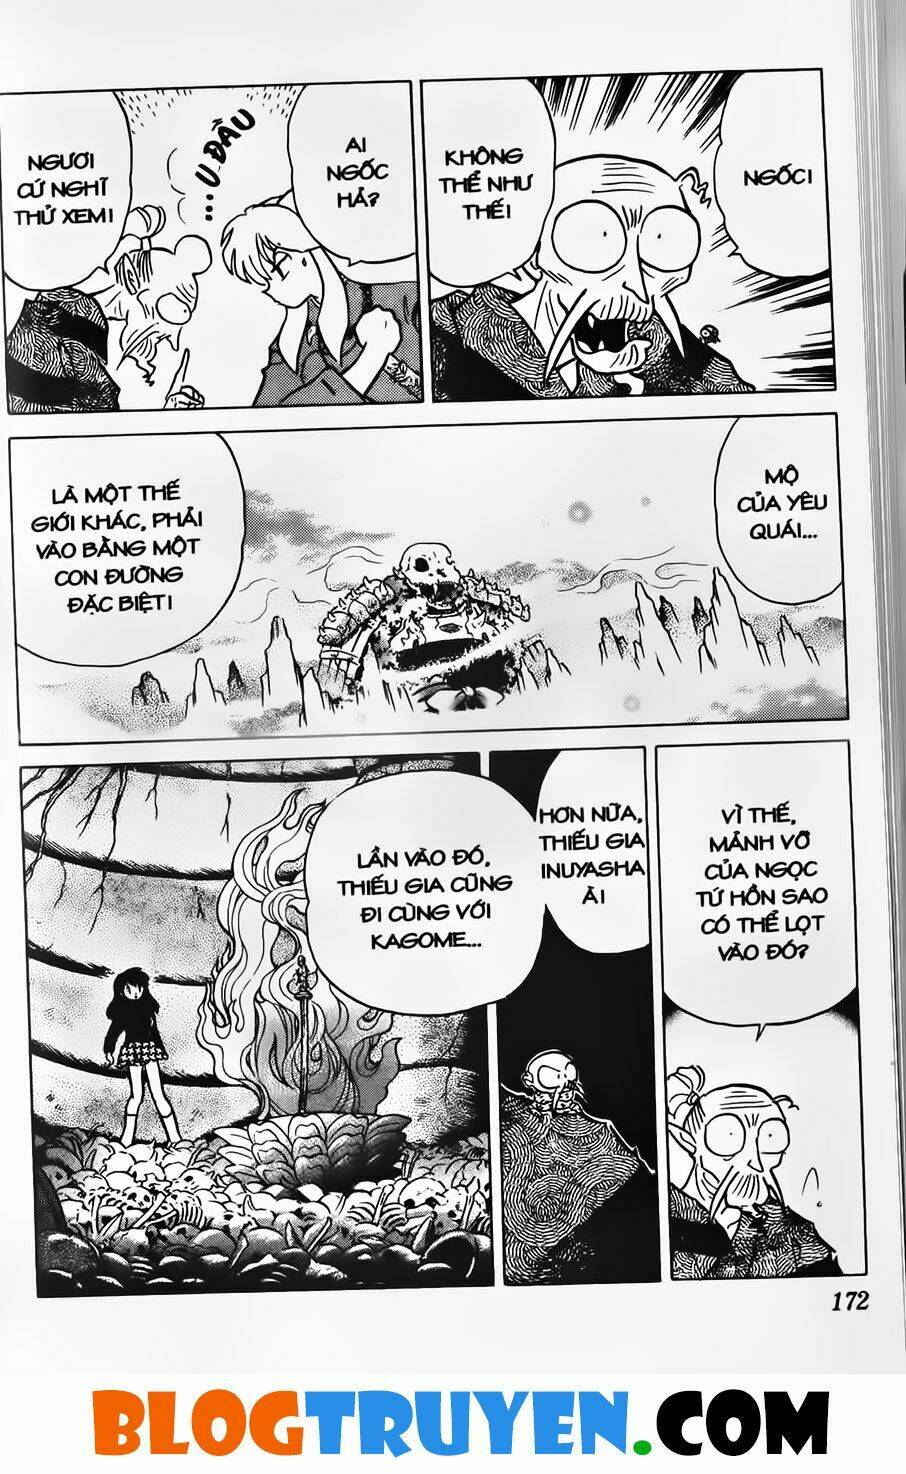 NGỐC!
KHÔNG
THỂ NHƯ
THẾ!
AI
NGỐC
HẢ?
...U ĐẦU
NGƯƠI
CỨ NGHĨ
THỬ XEM!
MỘ
CỦA YÊU
QUÁI...
LÀ MỘT THẾ
GIỚI KHÁC, PHẢI
VÀO BẰNG MỘT
CON ĐƯỜNG
ĐẶC BIỆT!
VÌ THẾ,
MẢNH VỠ
CỦA NGỌC
TỨ HỒN SAO
CÓ THỂ LỌT
VÀO ĐÓ?
HƠN NỮA,
THIẾU GIA
INUYASHA
À!
LẦN VÀO ĐÓ,
THIẾU GIA CŨNG
ĐI CÙNG VỚI
KAGOME...
172
BLOGTRUYEN.COM